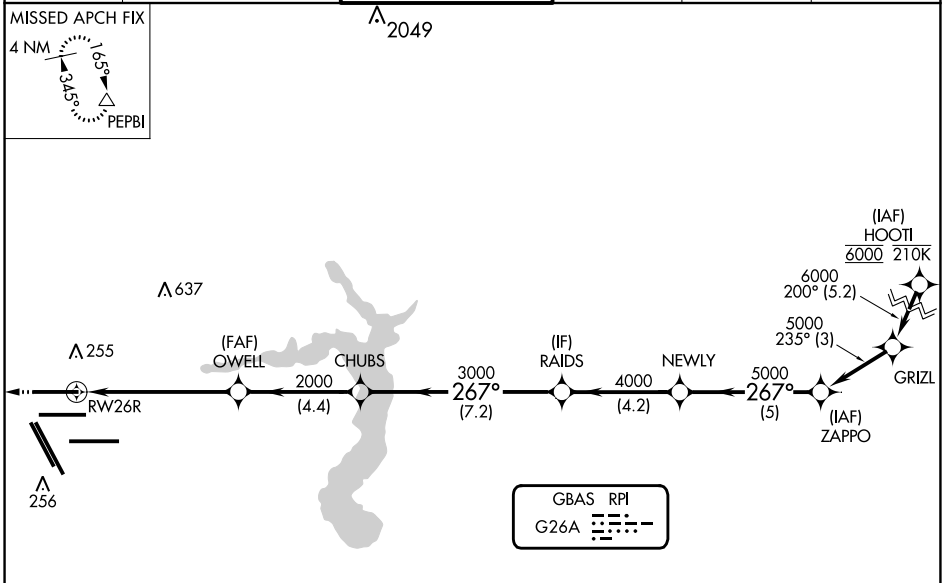 MISSED APCH FIX
4 NM
165°
345°
PEPBI
2049
(IAF)
HOOTI
6000 210K
6000
200° (5.2)
637
5000
235° (3)
255
(FAF)
OWELL
CHUBS
(IF)
RAIDS
NEWLY
GRIZL
2000
(4.4)
3000
267°
(7.2)
4000
(4.2)
5000
267°
(5)
RW26R
(IAF)
ZAPPO
256
GBAS RPI
G26A